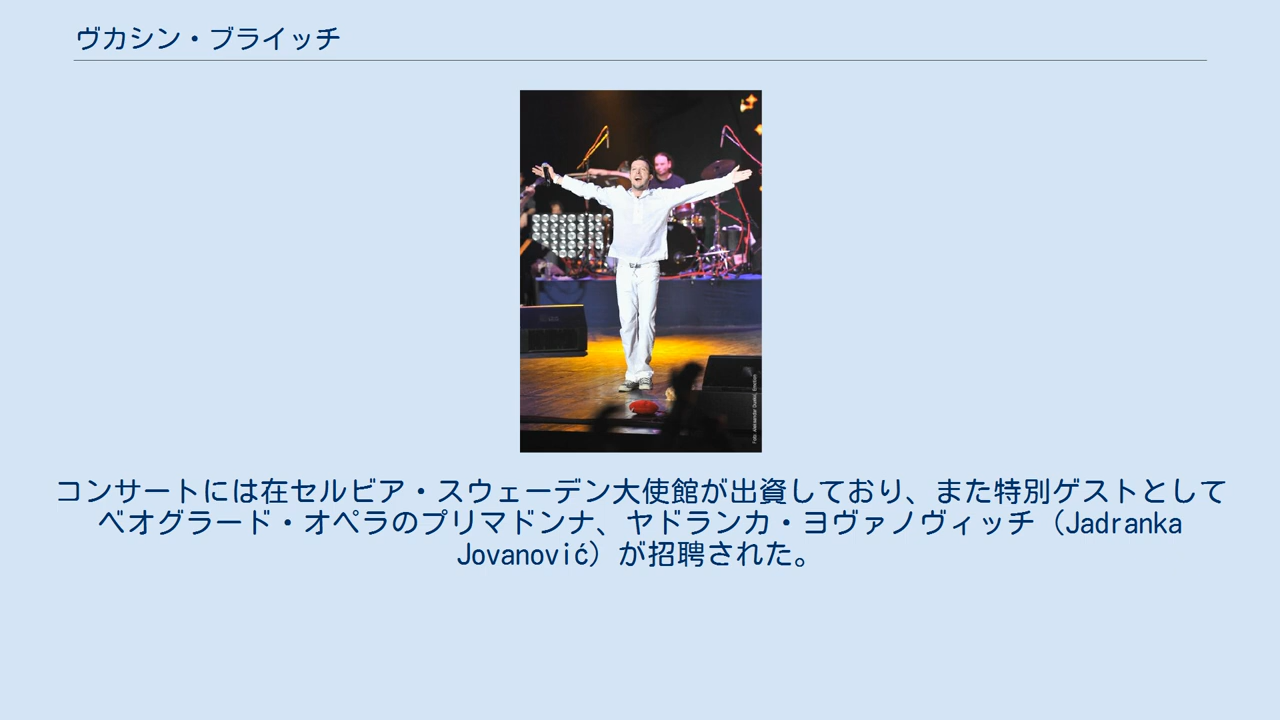 ヴカシン・ブライッチ
コンサートには在セルビア・スウェーデン大使館が出資しており、また特別ゲストとして
ベオグラード・オペラのプリマドンナ、ヤドランカ・ヨヴァノヴィッチ（Jadranka
Jovanović）が招聘された。